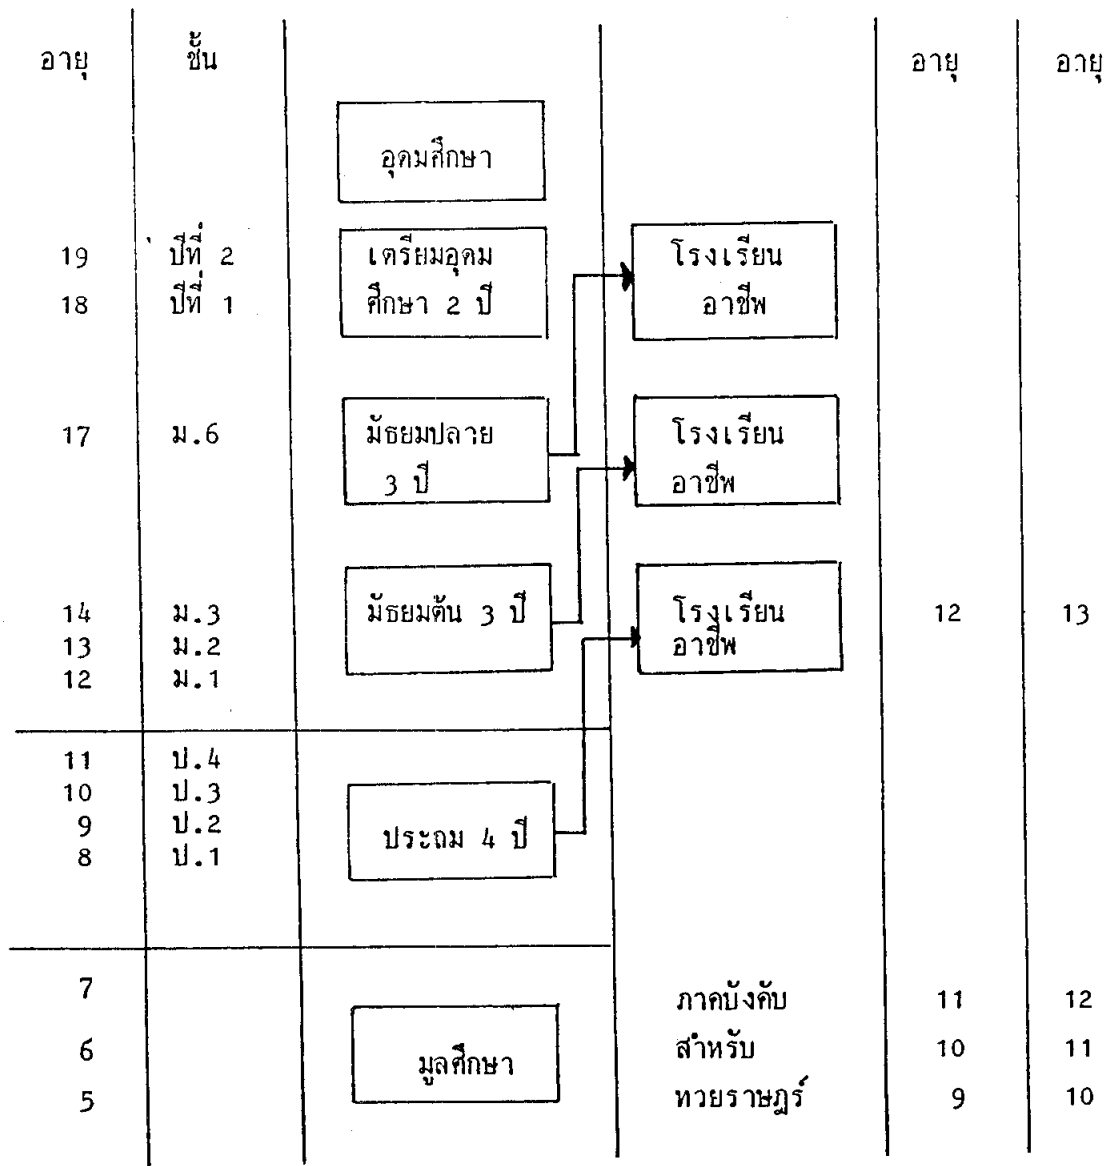 อายุ ชั้น อายุ อายุ
อุดมศึกษา
19 ปีที่ 2 เตรียมอุดม โรงเรียน
18 ปีที่ 1 ศึกษา 2 ปี อาชีพ
17 ม.6 มัธยมปลาย โรงเรียน
3 ปี อาชีพ
14 ม.3 มัธยมต้น 3 ปี โรงเรียน 12 13
13 ม.2 อาชีพ
12 ม.1
11 ป.4
10 ป.3
9 ป.2 ประถม 4 ปี
8 ป.1
7 ภาคบังคับ 11 12
6 มูลศึกษา สำหรับ 10 11
5 ทวยราษฎร์ 9 10